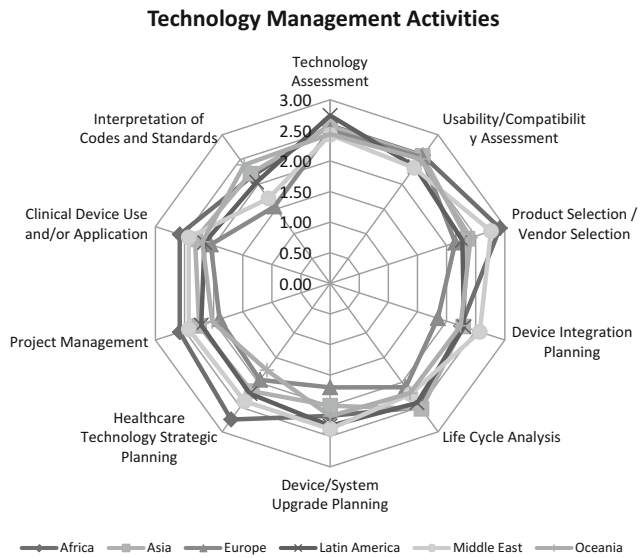 Technology Management Activities
Technology
Assessment
Interpretation of
Codes and Standards
Usability/Compatibilit
y Assessment
3.00
2.50
2.00
1.50
1.00
0.50
0.00
Clinical Device Use
and/or Application
Product Selection /
Vendor Selection
Project Management
Device Integration
Planning
Healthcare
Technology Strategic
Planning
Life Cycle Analysis
Device/System
Upgrade Planning
Africa Asia Europe Latin America Middle East Oceania